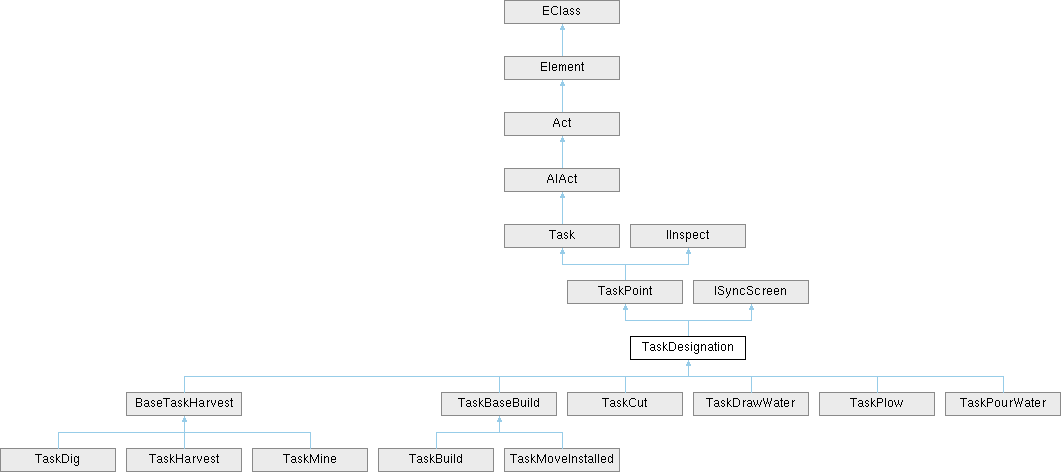 EClass
Element
Act
AIAct
Task
IInspect
TaskPoint
ISyncScreen
TaskDesignation
BaseTaskHarvest
TaskBaseBuild
TaskCut
TaskDrawWater
TaskPlow
TaskPourWater
TaskDig
TaskHarvest
TaskMine
TaskBuild
TaskMoveInstalled